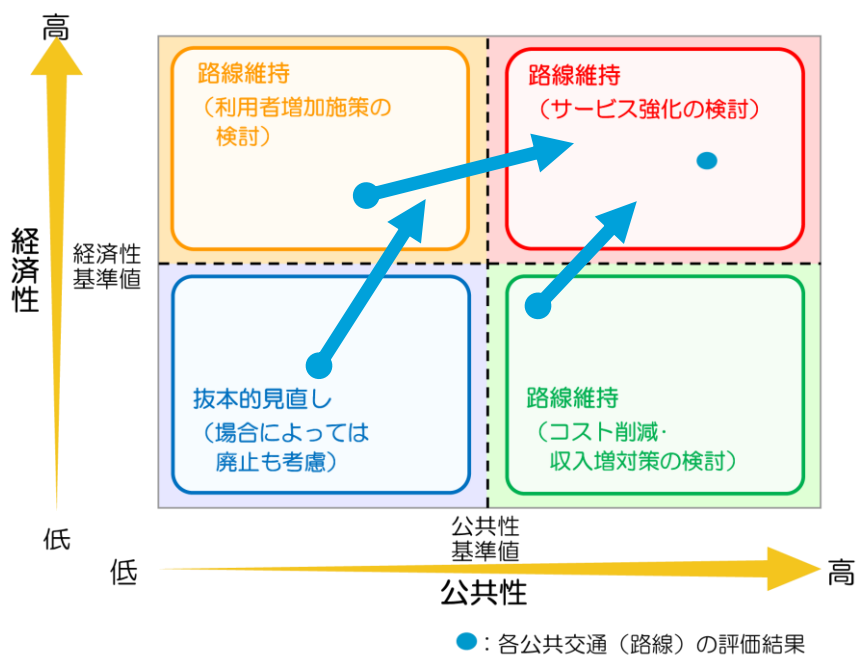 高
路線維持
（利用者増加施策の
検討）
路線維持
（サービス強化の検討）
経済性
経済性
基準値
抜本的見直し
（場合によっては
廃止も考慮）
路線維持
（コスト削減・
収入増対策の検討）
低
公共性
基準値
低
高
公共性
：各公共交通（路線）の評価結果